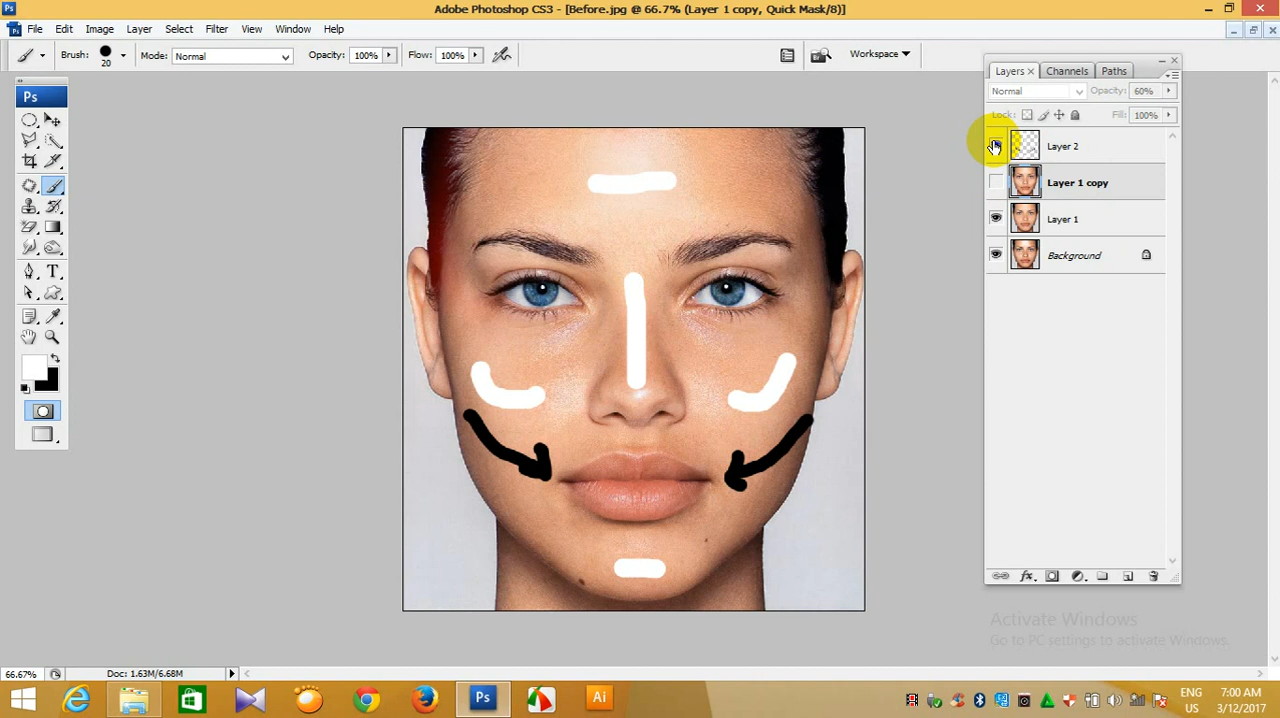 Adobe Photoshop CS3 - [Before.jpg @ 66.7% (Layer 1 copy, Quick Mask/8)]
File Edit Image Layer Select Filter View Window Help
Brush: 20 Mode: Normal Opacity: 100% Flow: 100% Workspace
Layers Channels Paths
Normal Opacity: 60%
Lock: Fill: 100%
Layer 2
Layer 1 copy
Layer 1
Background
Ps
T
fx.
Activate Windows
Go to PC settings to activate Windows.
66.67% Doc: 1.63M/6.68M
Ps Ai
ENG 7:00 AM
US 3/12/2017